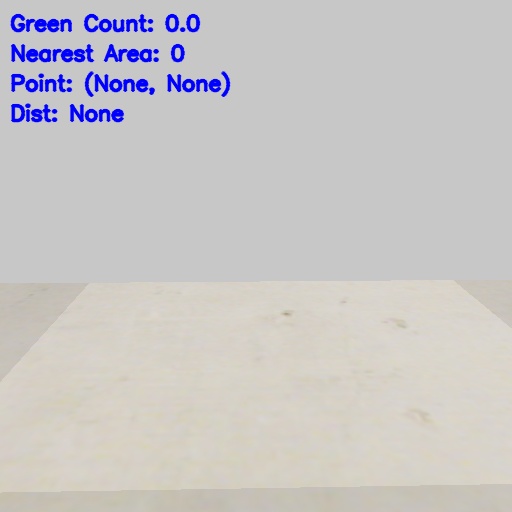 Green Count: 0.0
Nearest Area: 0
Point: (None, None)
Dist: None